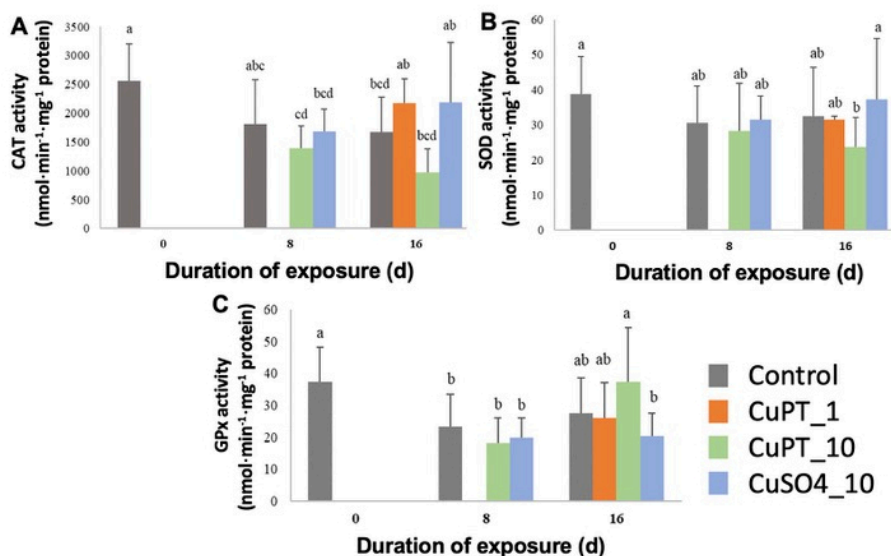 A
CAT activity
(nmol·min⁻¹·mg⁻¹ protein)
3500
3000
2500
2000
1500
1000
500
0
a
abc
cd
bcd
bcd
ab
bcd
ab
0
8
16
Duration of exposure (d)
B
SOD activity
(nmol·min⁻¹·mg⁻¹ protein)
60
50
40
30
20
10
0
a
ab
ab
ab
ab
ab
b
a
0
8
16
Duration of exposure (d)
C
GPx activity
(nmol·min⁻¹·mg⁻¹ protein)
60
50
40
30
20
10
0
a
b
b
b
ab
ab
a
b
0
8
16
Duration of exposure (d)
Control
CuPT_1
CuPT_10
CuSO4_10